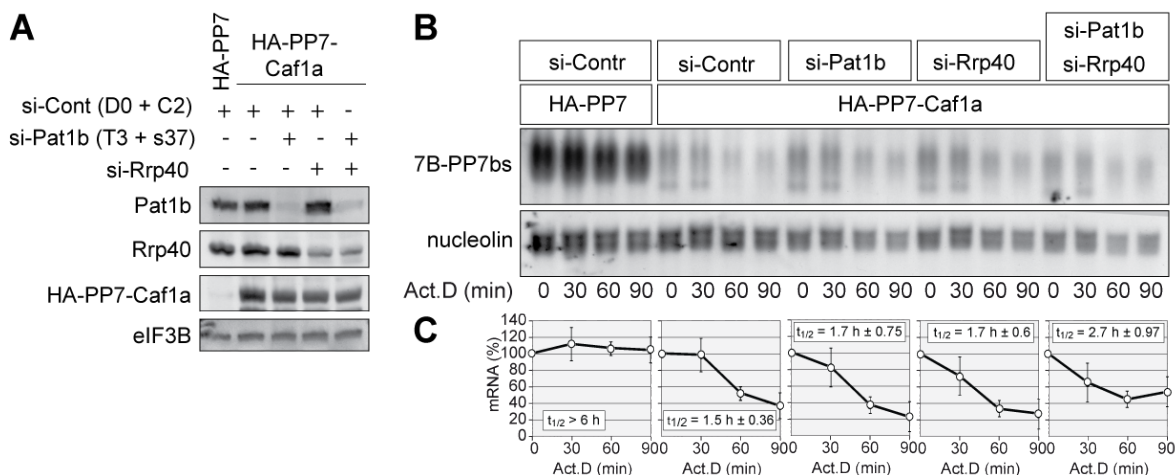 A
HA-PP7
HA-PP7-
Caf1a
si-Cont (D0 + C2) + + - + -
si-Pat1b (T3 + s37) - - + - +
si-Rrp40 - - - + +
Pat1b
Rrp40
HA-PP7-Caf1a
eIF3B
B
si-Contr si-Contr si-Pat1b si-Rrp40 si-Pat1b
si-Rrp40
HA-PP7 HA-PP7-Caf1a
7B-PP7bs
nucleolin
Act.D (min) 0 30 60 90 0 30 60 90 0 30 60 90 0 30 60 90 0 30 60 90
C
mRNA (%)
140
120
100
80
60
40
20
0
t1/2 > 6 h
t1/2 = 1.5 h ± 0.36
t1/2 = 1.7 h ± 0.75
t1/2 = 1.7 h ± 0.6
t1/2 = 2.7 h ± 0.97
0 30 60 90 0 30 60 90 0 30 60 90 0 30 60 90 0 30 60 90
Act.D (min) Act.D (min) Act.D (min) Act.D (min) Act.D (min)